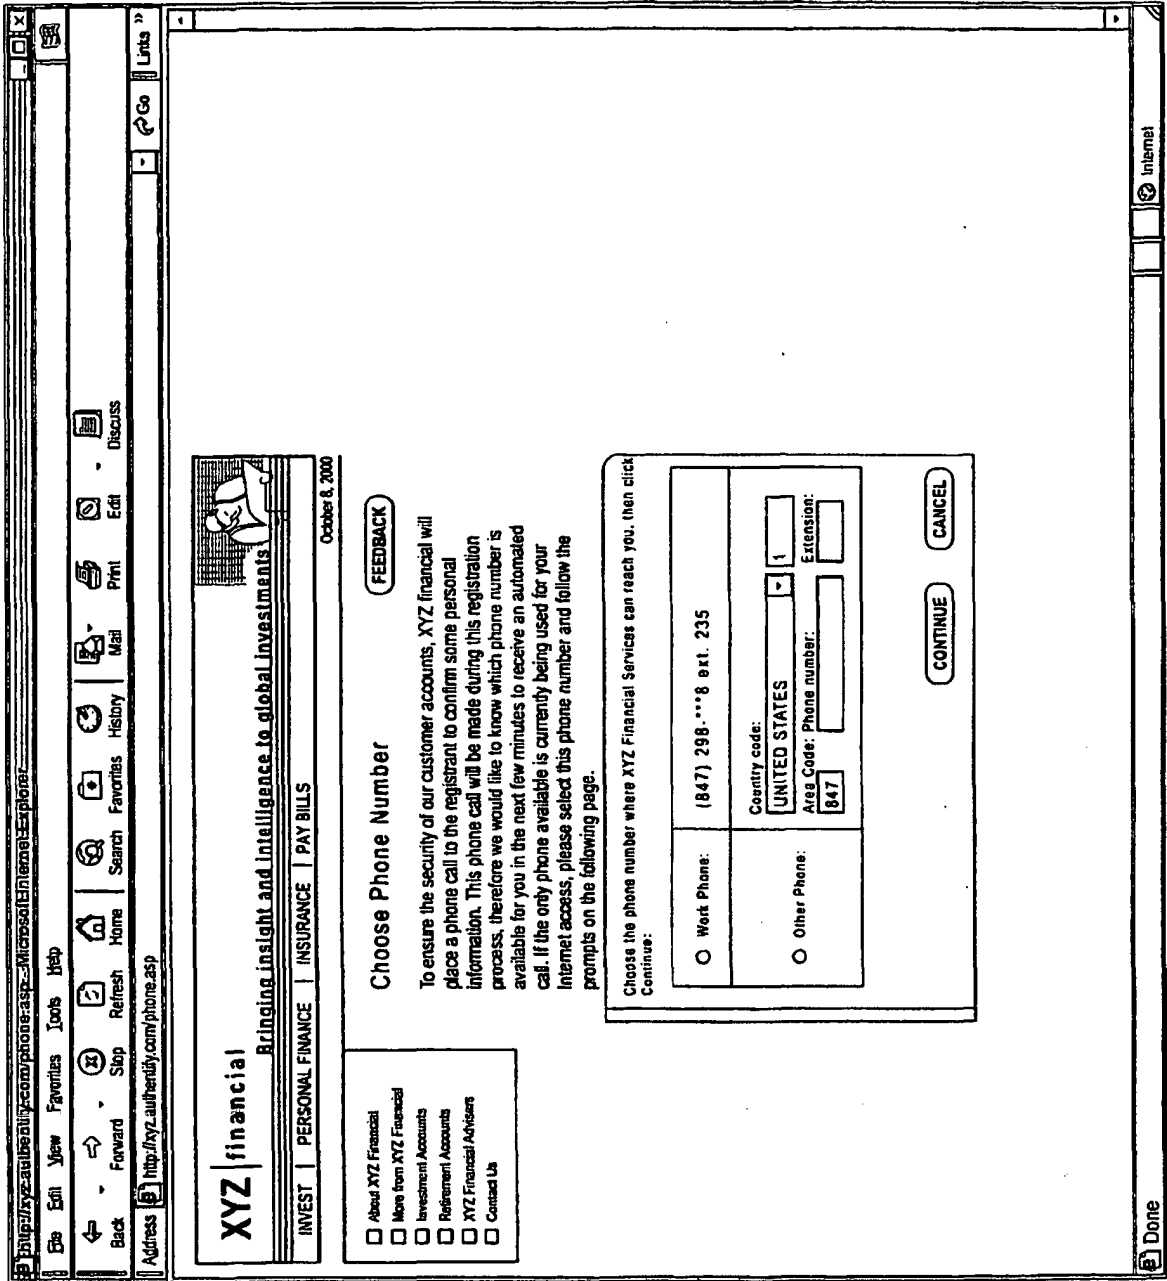 http://xyz.authentify.com/phone.asp - Microsoft Internet Explorer
File Edit View Favorites Tools Help
Back Forward Stop Refresh Home Search Favorites History Mail Print Edit Discuss
Address http://xyz.authentify.com/phone.asp Go Links »
XYZ financial
Bringing insight and intelligence to global investments
INVEST | PERSONAL FINANCE | INSURANCE | PAY BILLS
October 8, 2000
About XYZ Financial
More from XYZ Financial
Investment Accounts
Retirement Accounts
XYZ Financial Advisers
Contact Us
Choose Phone Number
FEEDBACK
To ensure the security of our customer accounts, XYZ financial will
place a phone call to the registrant to confirm some personal
information. This phone call will be made during this registration
process, therefore we would like to know which phone number is
available for you in the next few minutes to receive an automated
call. If the only phone available is currently being used for your
Internet access, please select this phone number and follow the
prompts on the following page.
Choose the phone number where XYZ Financial Services can reach you, then click
Continue:
Work Phone: (847) 298-***8 ext. 235
Other Phone:
Country code:
UNITED STATES 1
Area Code: Phone number: Extension:
847
CONTINUE CANCEL
Done Internet